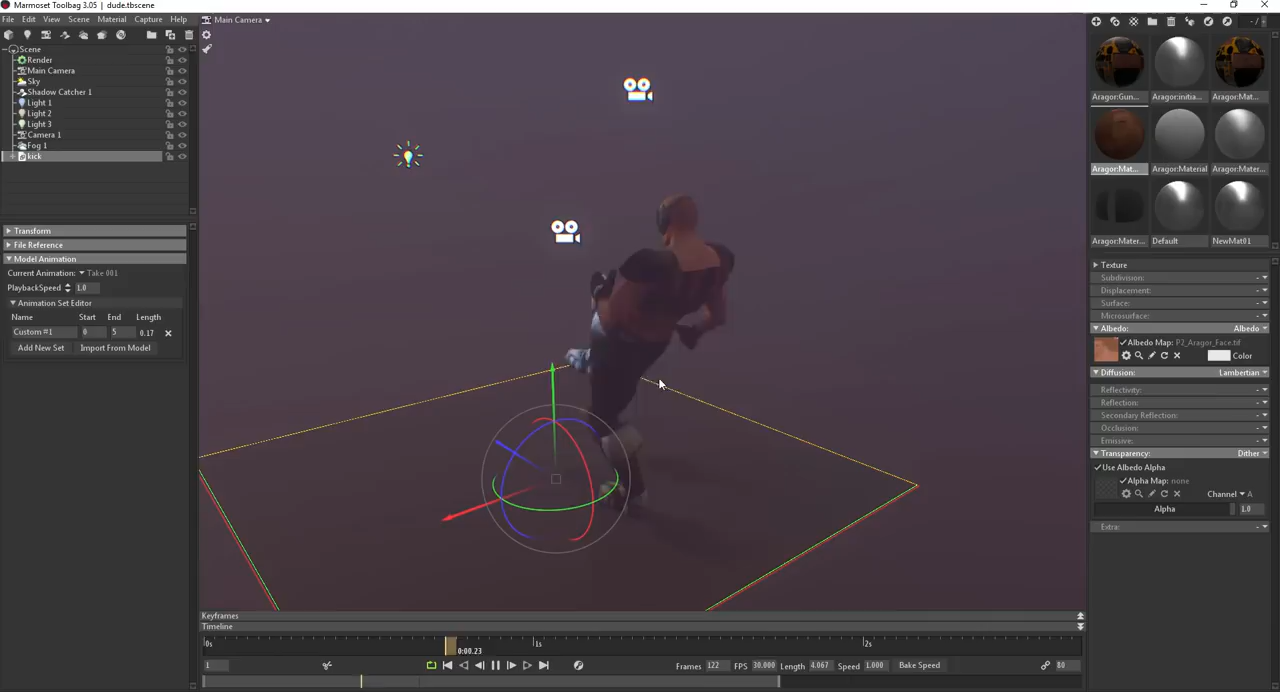 Marmoset Toolbag 3.05 | dude.tbscene
File Edit View Scene Material Capture Help
Main Camera
Scene
Render
Main Camera
Sky
Shadow Catcher 1
Light 1
Light 2
Light 3
Camera 1
Fog 1
kick
Transform
File Reference
Model Animation
Current Animation: Take 001
PlaybackSpeed 1.0
Animation Set Editor
Name Start End Length
Custom #1 0 5 0.17
Add New Set Import From Model
Aragor:Gun... Aragor:initia... Aragor:Mat...
Aragor:Mat... Aragor:Material Aragor:Mater...
Aragor:Mater... Default NewMat01
Texture
Subdivision:
Displacement:
Surface:
Microsurface:
Albedo: Albedo
Albedo Map: P2_Aragor_Face.tif
Color
Diffusion: Lambertian
Reflectivity:
Reflection:
Secondary Reflection:
Occlusion:
Emissive:
Transparency: Dither
Use Albedo Alpha
Alpha Map: none
Channel A
Alpha 1.0
Extra:
Keyframes
Timeline
0s 1s 2s
0:00.23
1 Frames 122 FPS 30.000 Length 4.067 Speed 1.000 Bake Speed 80